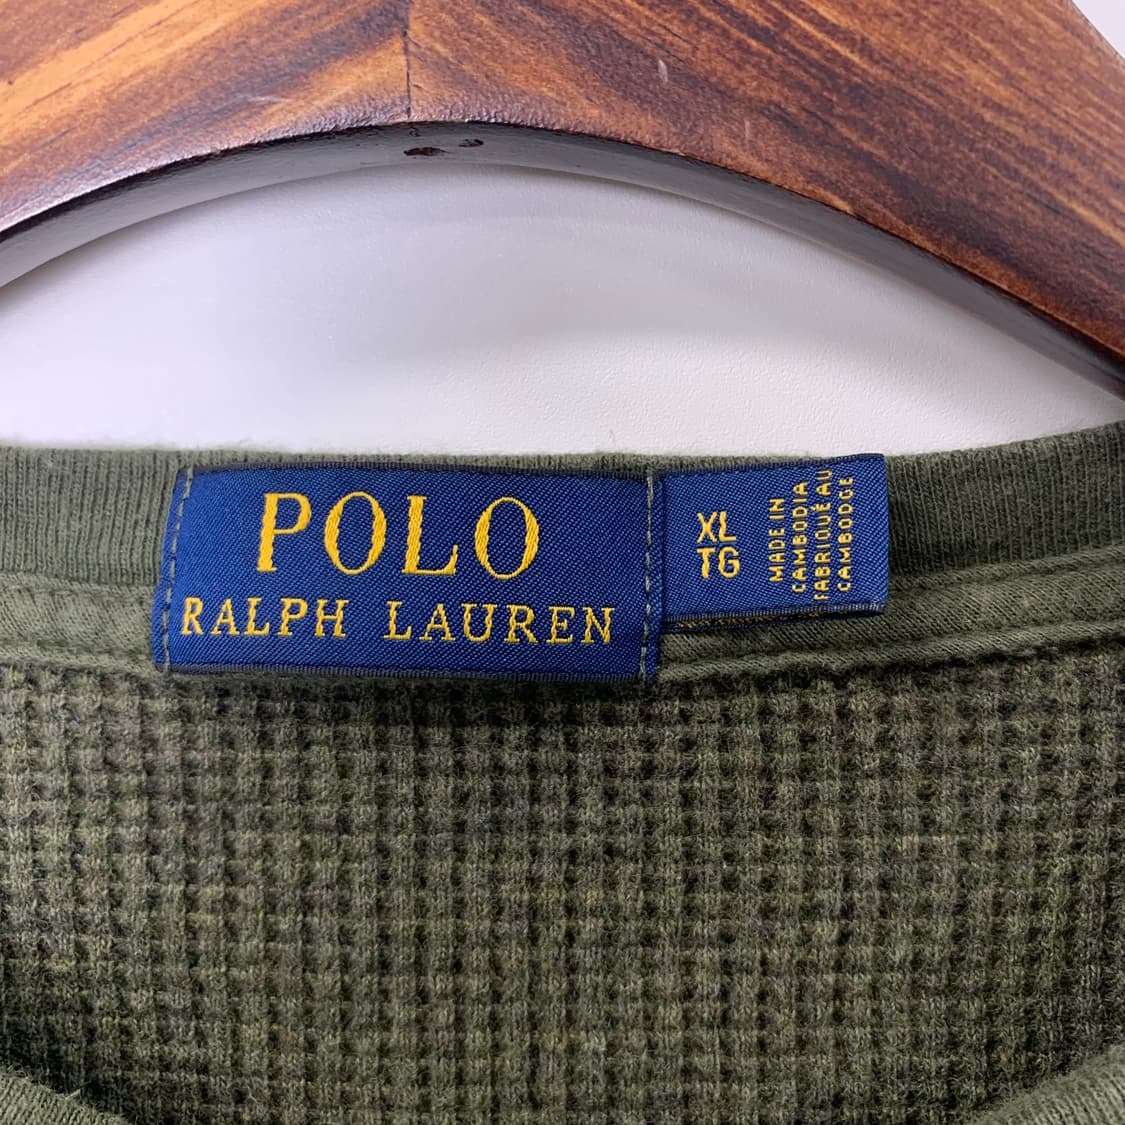 POLO
RALPH LAUREN
XL
TG
MADE IN
CAMBODIA
FABRIQUÉ AU
CAMBODGE